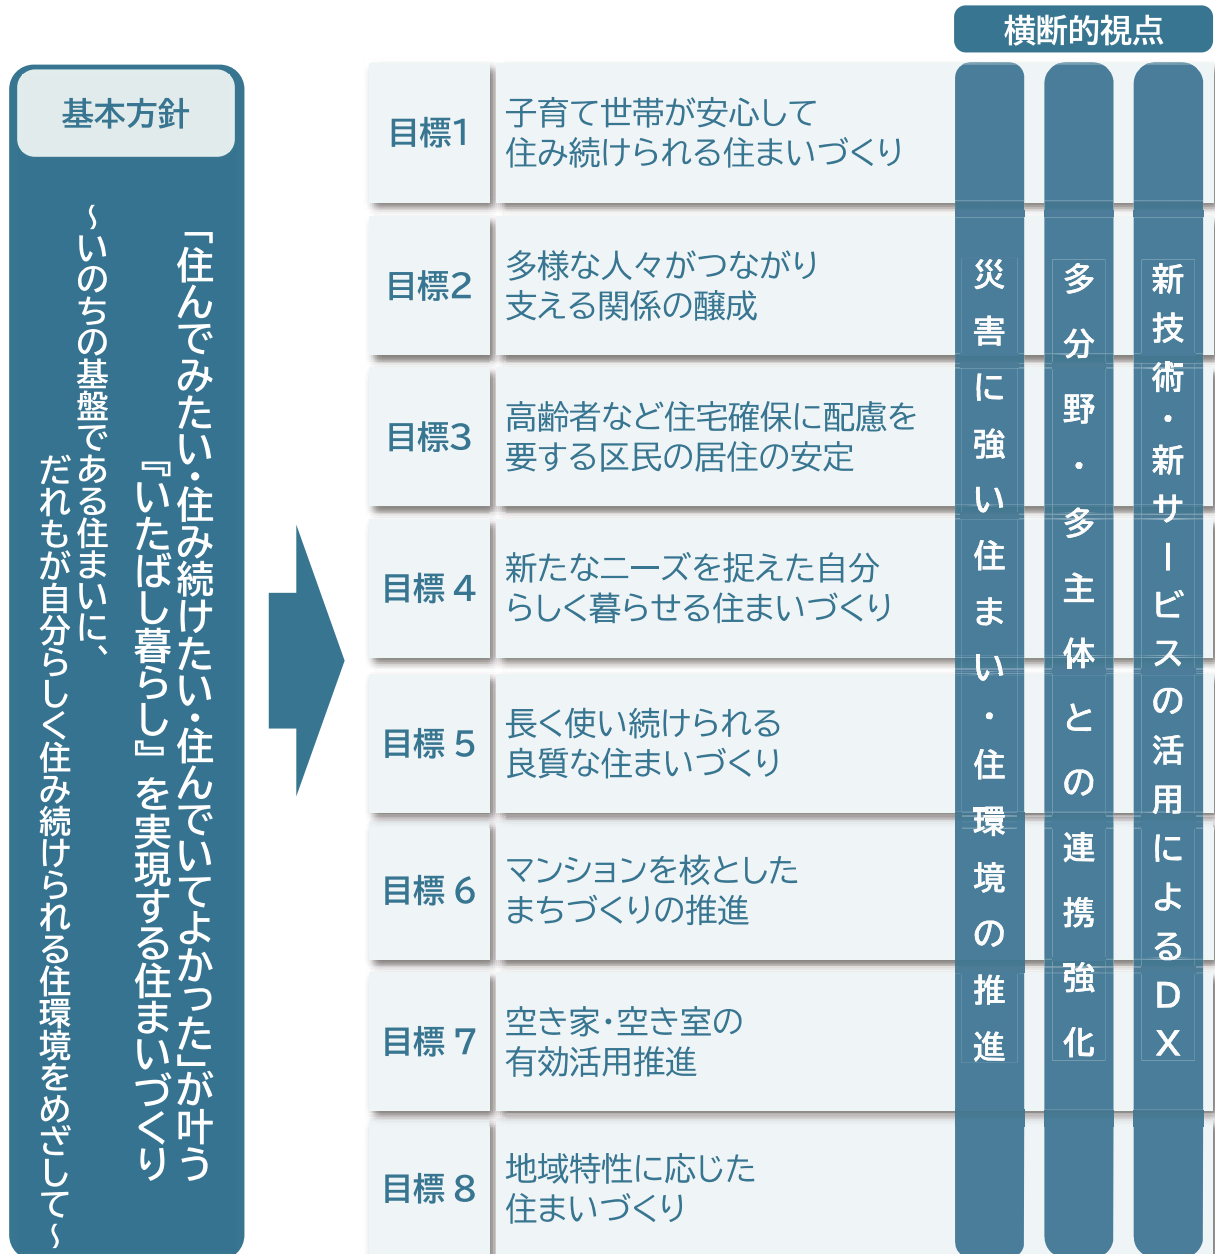 横断的視点
基本方針
「住んでみたい・住み続けたい・住んでいてよかった」が叶う
『いたばし暮らし』を実現する住まいづくり
～いのちの基盤である住まいに、
だれもが自分らしく住み続けられる住環境をめざして～
目標1
子育て世帯が安心して
住み続けられる住まいづくり
目標2
多様な人々がつながり
支える関係の醸成
目標3
高齢者など住宅確保に配慮を
要する区民の居住の安定
目標 4
新たなニーズを捉えた自分
らしく暮らせる住まいづくり
目標 5
長く使い続けられる
良質な住まいづくり
目標 6
マンションを核とした
まちづくりの推進
目標 7
空き家・空き室の
有効活用推進
目標 8
地域特性に応じた
住まいづくり
災害に強い住まい・住環境の推進
多分野・多主体との連携強化
新技術・新サービスの活用によるDX